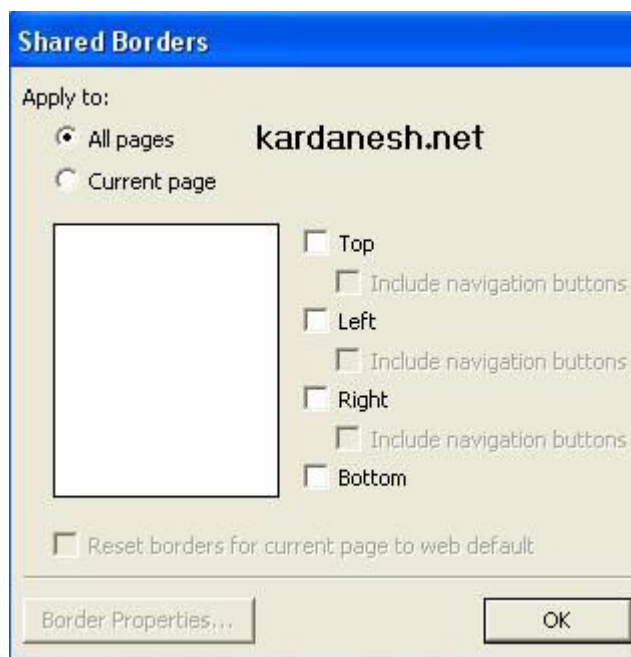 Shared Borders
Apply to:
All pages
kardanesh.net
Current page
Top
Include navigation buttons
Left
Include navigation buttons
Right
Include navigation buttons
Bottom
Reset borders for current page to web default
Border Properties...
OK